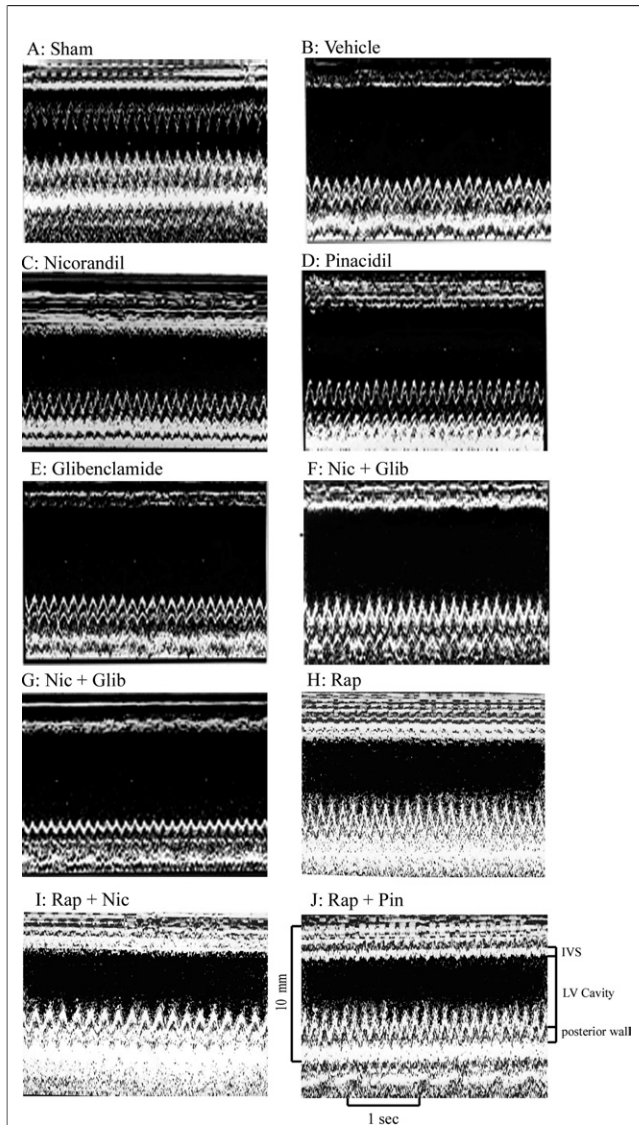 A: Sham
B: Vehicle
C: Nicorandil
D: Pinacidil
E: Glibenclamide
F: Nic + Glib
G: Nic + Glib
H: Rap
I: Rap + Nic
J: Rap + Pin
10 mm
IVS
LV Cavity
posterior wall
1 sec